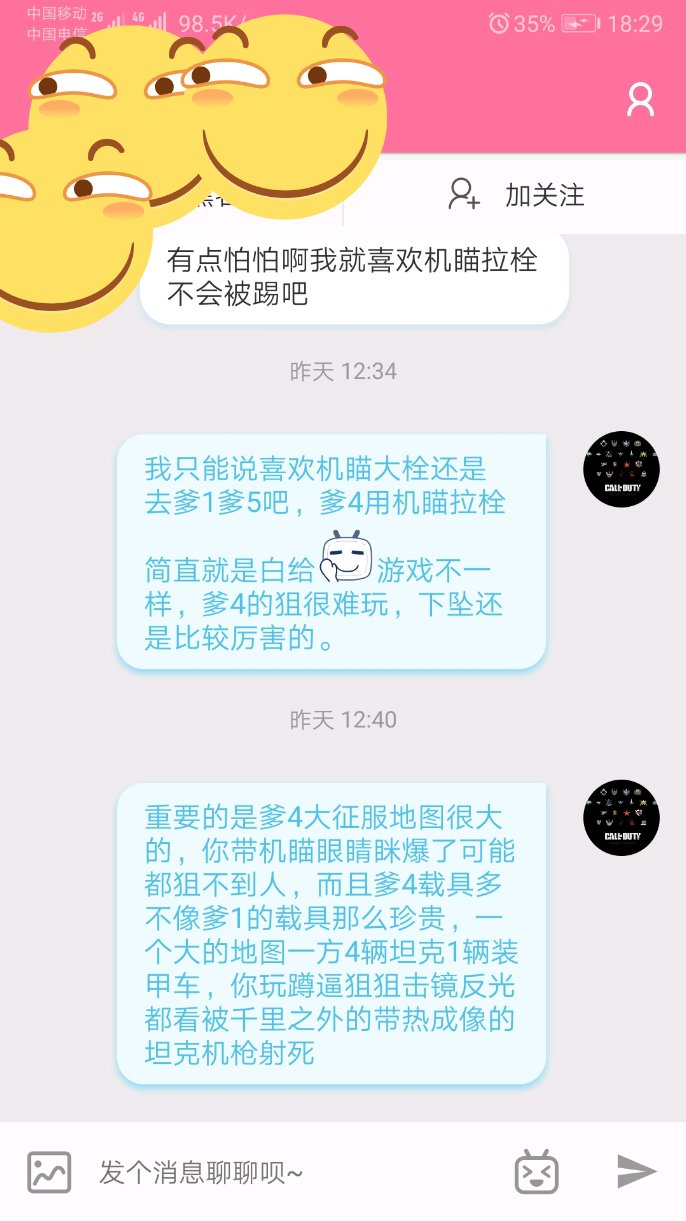 中国移动 2G 4G 98.5K/
中国电信
35% 18:29
加关注
有点怕怕啊我就喜欢机瞄拉栓
不会被踢吧
昨天 12:34
我只能说喜欢机瞄大栓还是
去爹1爹5吧，爹4用机瞄拉栓
简直就是白给游戏不一
样，爹4的狙很难玩，下坠还
是比较厉害的。
CALL DUTY
昨天 12:40
重要的是爹4大征服地图很大
的，你带机瞄眼睛眯爆了可能
都狙不到人，而且爹4载具多
不像爹1的载具那么珍贵，一
个大的地图一方4辆坦克1辆装
甲车，你玩蹲逼狙狙击镜反光
都看被千里之外的带热成像的
坦克机枪射死
CALL DUTY
发个消息聊聊呗~